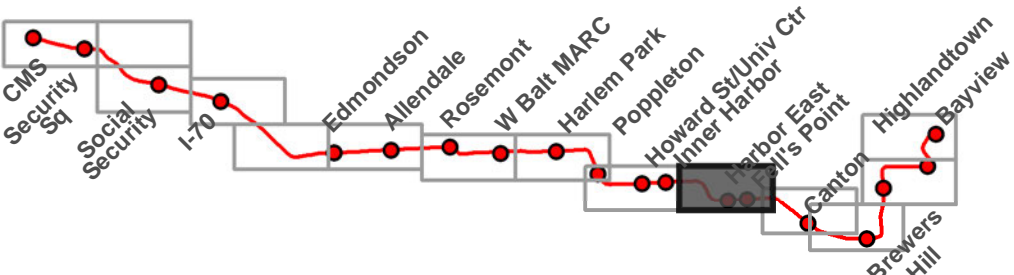 CMS
Security
Sq
Social
Security
I-70
Edmondson
Allendale
Rosemont
W Balt MARC
Harlem Park
Poppleton
Howard St/Univ Ctr
Inner Harbor
Harbor East
Fell's Point
Canton
Brewers
Hill
Highlandtown
Bayview